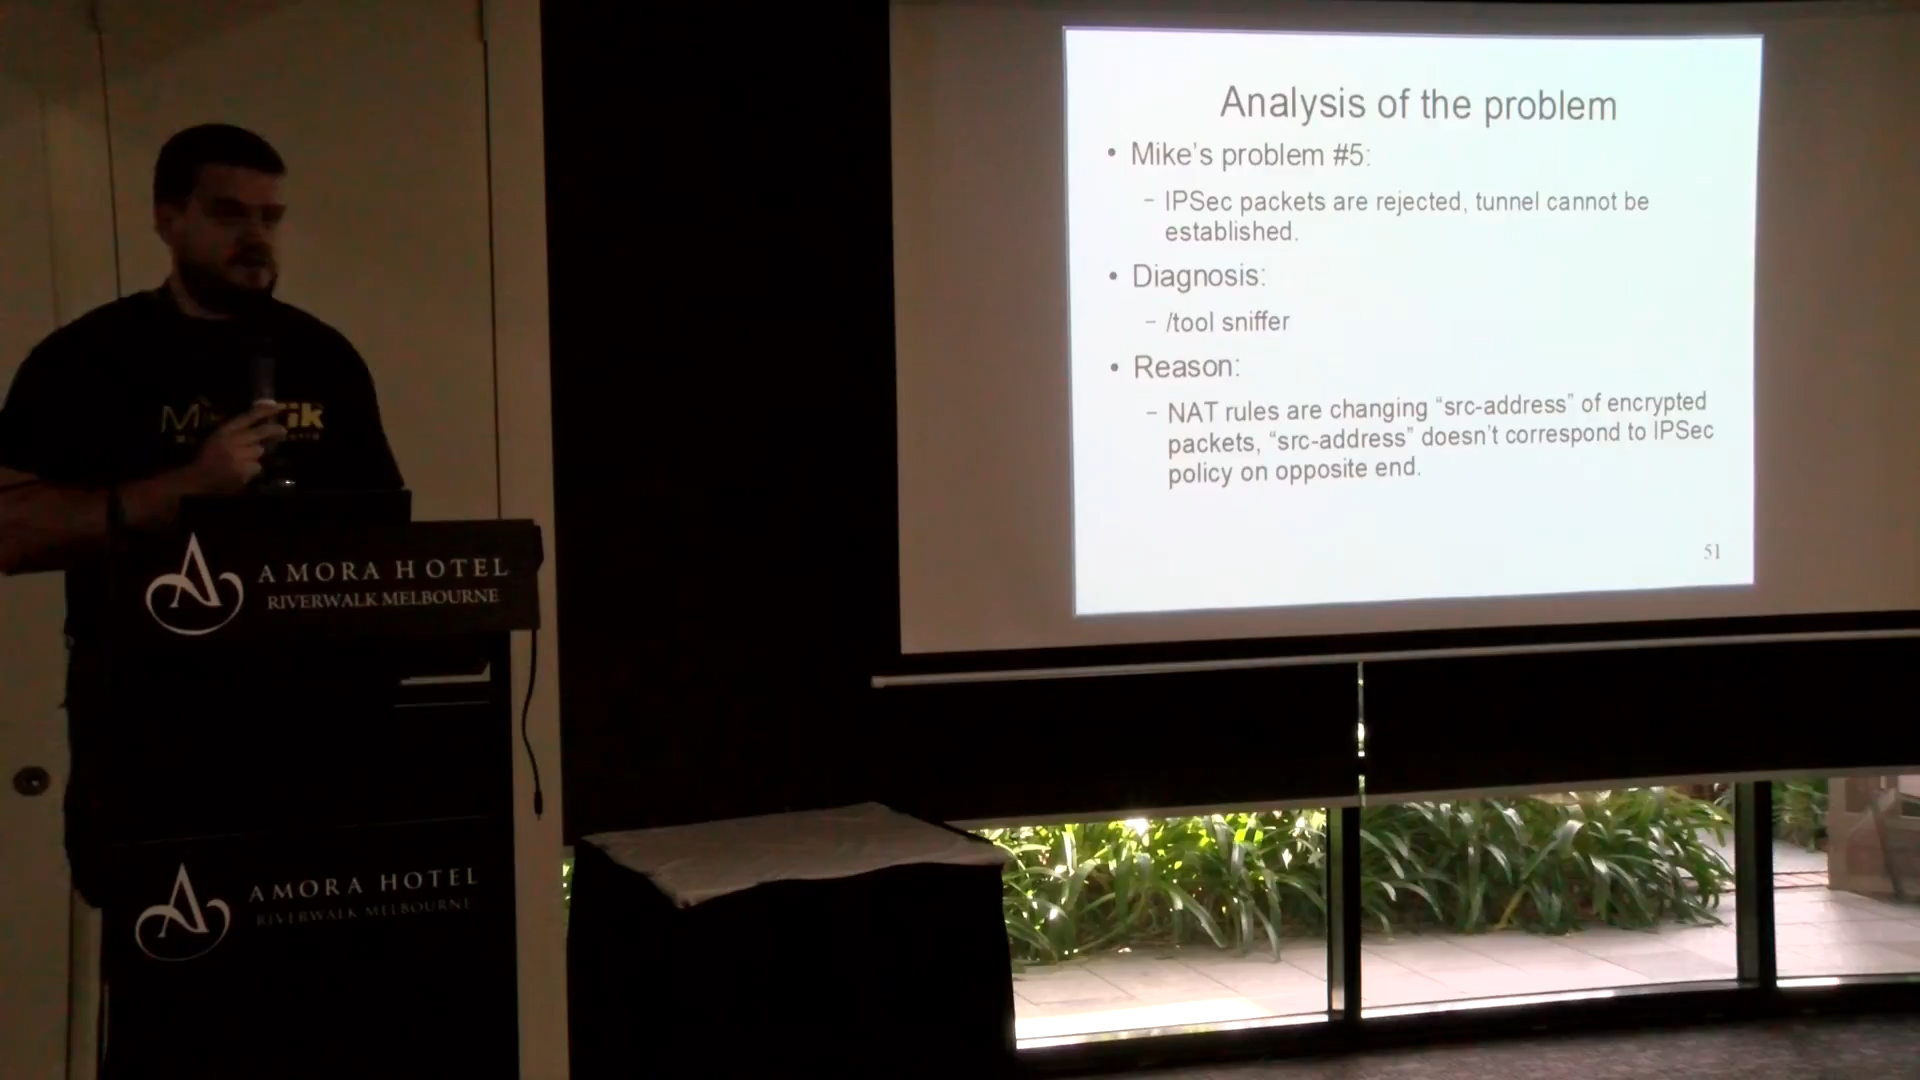 Analysis of the problem
• Mike's problem #5:
– IPSec packets are rejected, tunnel cannot be
established.
• Diagnosis:
– /tool sniffer
• Reason:
– NAT rules are changing “src-address” of encrypted
packets, “src-address” doesn't correspond to IPSec
policy on opposite end.
51
AMORA HOTEL
RIVERWALK MELBOURNE
AMORA HOTEL
RIVERWALK MELBOURNE